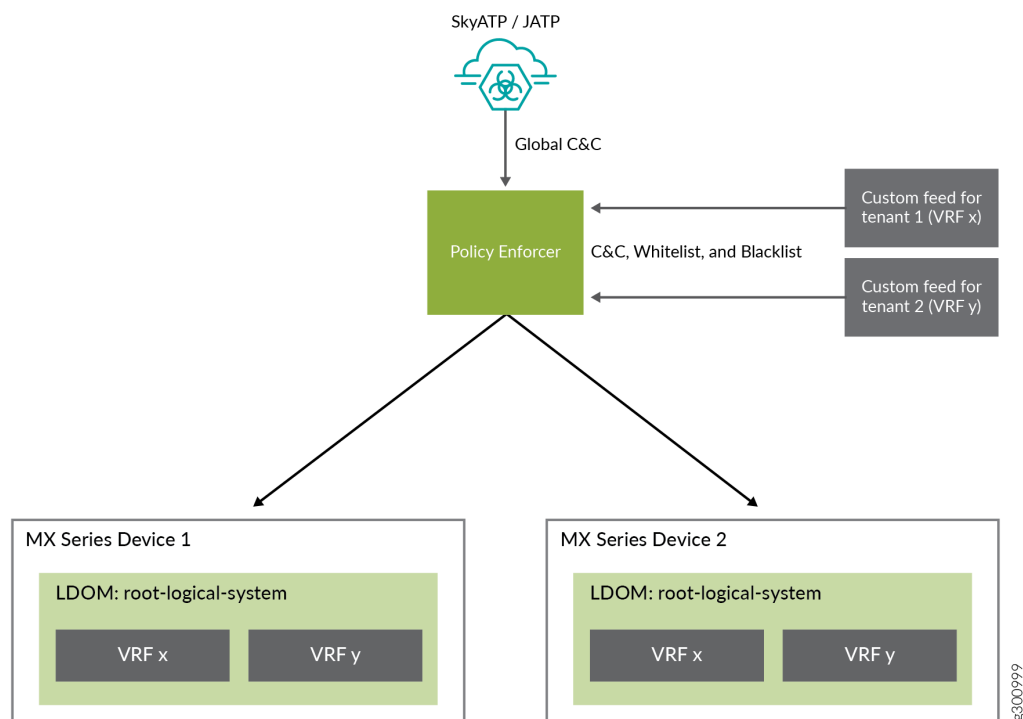 SkyATP / JATP
Global C&C
Custom feed for
tenant 1 (VRF x)
Policy Enforcer
C&C, Whitelist, and Blacklist
Custom feed for
tenant 2 (VRF y)
MX Series Device 1
LDOM: root-logical-system
VRF x
VRF y
MX Series Device 2
LDOM: root-logical-system
VRF x
VRF y
g300999